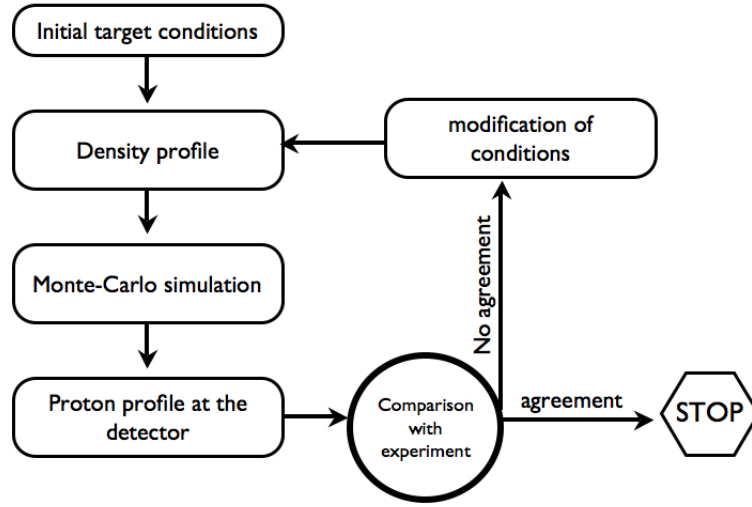 Initial target conditions
Density profile
modification of
conditions
Monte-Carlo simulation
No agreement
Proton profile at the
detector
Comparison
with
experiment
agreement
STOP